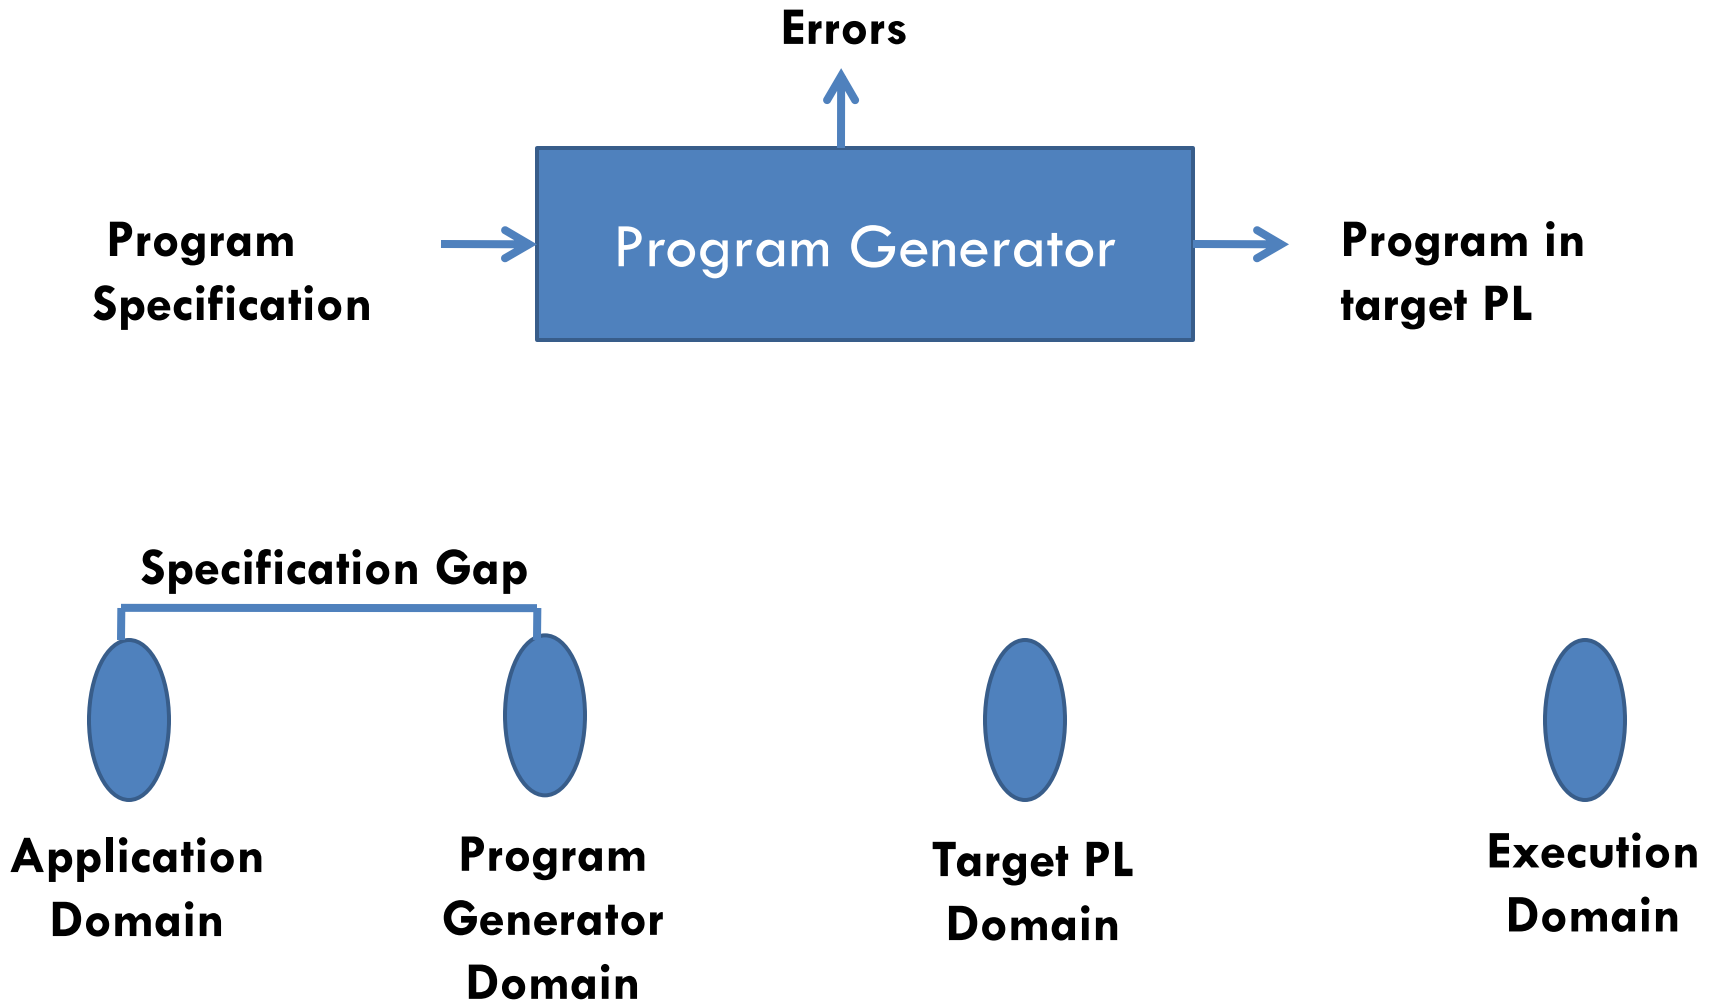 Errors
Program
Specification
Program Generator
Program in
target PL
Specification Gap
Application
Domain
Program
Generator
Domain
Target PL
Domain
Execution
Domain